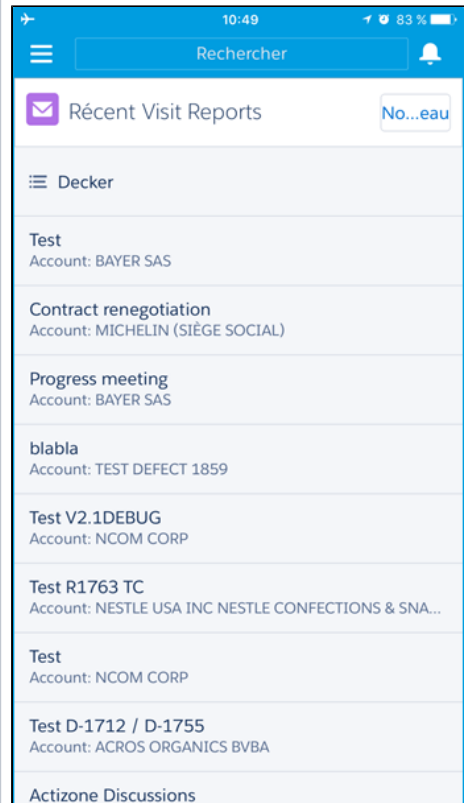 10:49
83 %
Rechercher
Récent Visit Reports
No...eau
Decker
Test
Account: BAYER SAS
Contract renegotiation
Account: MICHELIN (SIÈGE SOCIAL)
Progress meeting
Account: BAYER SAS
blabla
Account: TEST DEFECT 1859
Test V2.1DEBUG
Account: NCOM CORP
Test R1763 TC
Account: NESTLE USA INC NESTLE CONFECTIONS & SNA...
Test
Account: NCOM CORP
Test D-1712 / D-1755
Account: ACROS ORGANICS BVBA
Actizone Discussions